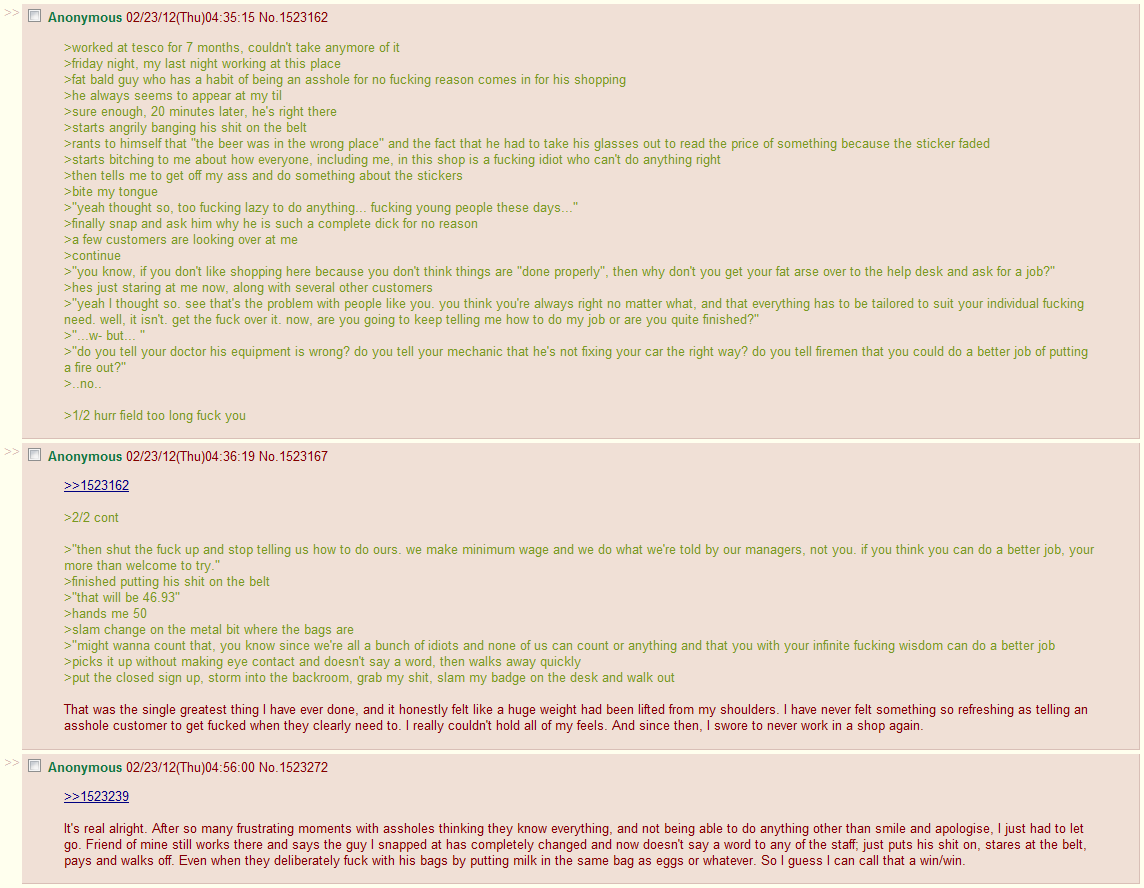 >>
Anonymous 02/23/12(Thu)04:35:15 No.1523162
>worked at tesco for 7 months, couldn't take anymore of it
>friday night, my last night working at this place
>fat bald guy who has a habit of being an asshole for no fucking reason comes in for his shopping
>he always seems to appear at my til
>sure enough, 20 minutes later, he's right there
>starts angrily banging his shit on the belt
>rants to himself that "the beer was in the wrong place" and the fact that he had to take his glasses out to read the price of something because the sticker faded
>starts bitching to me about how everyone, including me, in this shop is a fucking idiot who can't do anything right
>then tells me to get off my ass and do something about the stickers
>bite my tongue
>"yeah thought so, too fucking lazy to do anything... fucking young people these days..."
>finally snap and ask him why he is such a complete dick for no reason
>a few customers are looking over at me
>continue
>"you know, if you don't like shopping here because you don't think things are "done properly", then why don't you get your fat arse over to the help desk and ask for a job?"
>hes just staring at me now, along with several other customers
>"yeah I thought so. see that's the problem with people like you. you think you're always right no matter what, and that everything has to be tailored to suit your individual fucking
need. well, it isn't. get the fuck over it. now, are you going to keep telling me how to do my job or are you quite finished?"
>"...w- but... "
>"do you tell your doctor his equipment is wrong? do you tell your mechanic that he's not fixing your car the right way? do you tell firemen that you could do a better job of putting
a fire out?"
>..no..
>1/2 hurr field too long fuck you
>>
Anonymous 02/23/12(Thu)04:36:19 No.1523167
>>1523162
>2/2 cont
>"then shut the fuck up and stop telling us how to do ours. we make minimum wage and we do what we're told by our managers, not you. if you think you can do a better job, your
more than welcome to try."
>finished putting his shit on the belt
>"that will be 46.93"
>hands me 50
>slam change on the metal bit where the bags are
>"might wanna count that, you know since we're all a bunch of idiots and none of us can count or anything and that you with your infinite fucking wisdom can do a better job
>picks it up without making eye contact and doesn't say a word, then walks away quickly
>put the closed sign up, storm into the backroom, grab my shit, slam my badge on the desk and walk out
That was the single greatest thing I have ever done, and it honestly felt like a huge weight had been lifted from my shoulders. I have never felt something so refreshing as telling an
asshole customer to get fucked when they clearly need to. I really couldn't hold all of my feels. And since then, I swore to never work in a shop again.
>>
Anonymous 02/23/12(Thu)04:56:00 No.1523272
>>1523239
It's real alright. After so many frustrating moments with assholes thinking they know everything, and not being able to do anything other than smile and apologise, I just had to let
go. Friend of mine still works there and says the guy I snapped at has completely changed and now doesn't say a word to any of the staff; just puts his shit on, stares at the belt,
pays and walks off. Even when they deliberately fuck with his bags by putting milk in the same bag as eggs or whatever. So I guess I can call that a win/win.